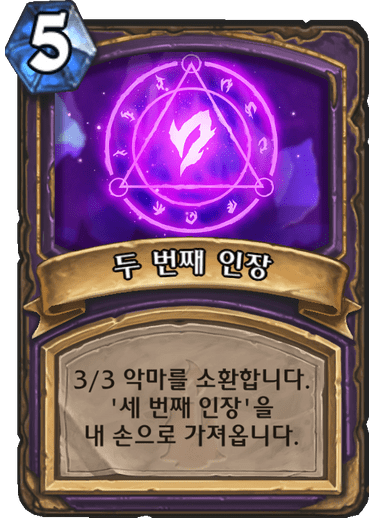 5
두 번째 인장
3/3 악마를 소환합니다.
'세 번째 인장'을
내 손으로 가져옵니다.